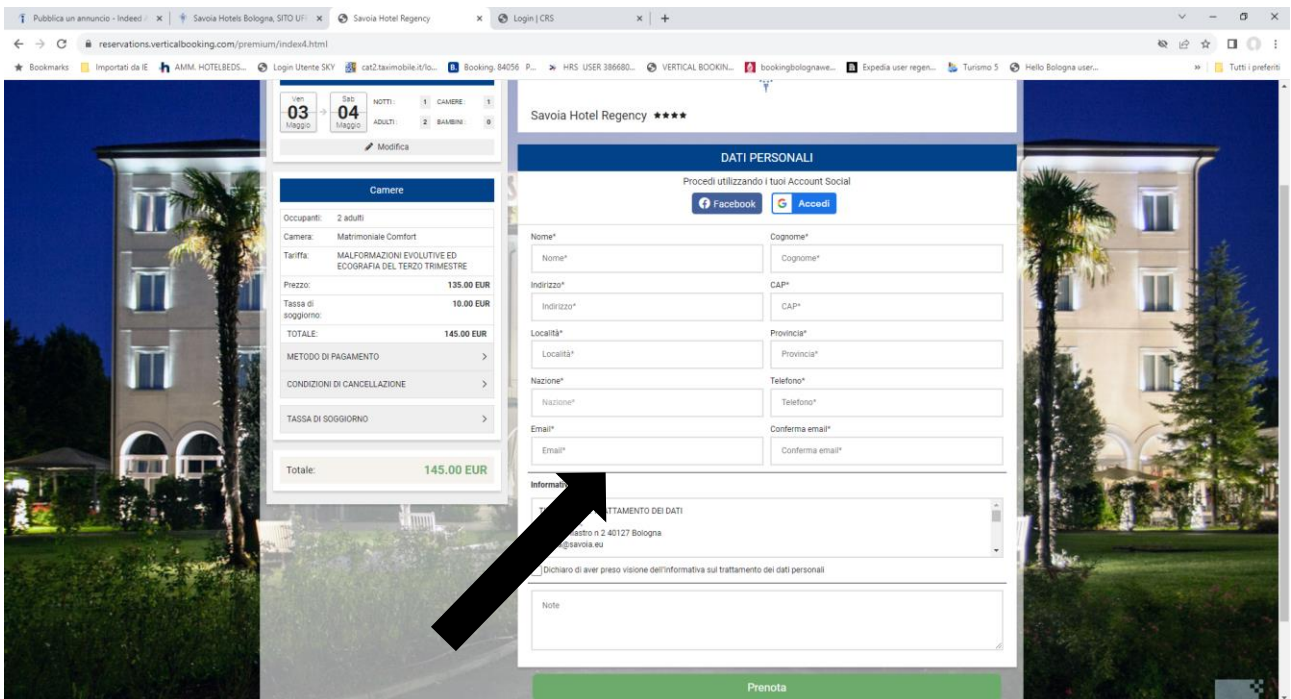 Pubblica un annuncio - Indeed
Savoia Hotels Bologna, SITO UF
Savoia Hotel Regency
Login | CRS
reservations.verticalbooking.com/premium/index4.html
Bookmarks
Importati da IE
AMM. HOTELBEDS...
Login Utente SKY
cat2.taximobile.it/lo...
Booking. 84056 P...
HRS USER 386680...
VERTICAL BOOKIN...
bookingbolognawe...
Expedia user regen...
Turismo 5
Hello Bologna user...
»
Tutti i preferiti
Ven
03
Maggio
Sab
04
Maggio
NOTTI: 1 CAMERE: 1
ADULTI: 2 BAMBINI: 0
Modifica
Camere
Occupanti: 2 adulti
Camera: Matrimoniale Comfort
Tariffa: MALFORMAZIONI EVOLUTIVE ED
ECOGRAFIA DEL TERZO TRIMESTRE
Prezzo: 135.00 EUR
Tassa di 10.00 EUR
soggiorno:
TOTALE: 145.00 EUR
METODO DI PAGAMENTO
CONDIZIONI DI CANCELLAZIONE
TASSA DI SOGGIORNO
Totale: 145.00 EUR
Savoia Hotel Regency ★★★★
DATI PERSONALI
Procedi utilizzando i tuoi Account Social
Facebook
G Accedi
Nome* Cognome*
Nome* Cognome*
Indirizzo* CAP*
Indirizzo* CAP*
Località* Provincia*
Località* Provincia*
Nazione* Telefono*
Nazione* Telefono*
Email* Conferma email*
Email* Conferma email*
ATTAMENTO DEI DATI
n 2 40127 Bologna
@savoia.eu
Dichiaro di aver preso visione dell'Informativa sul trattamento dei dati personali
Note
Prenota